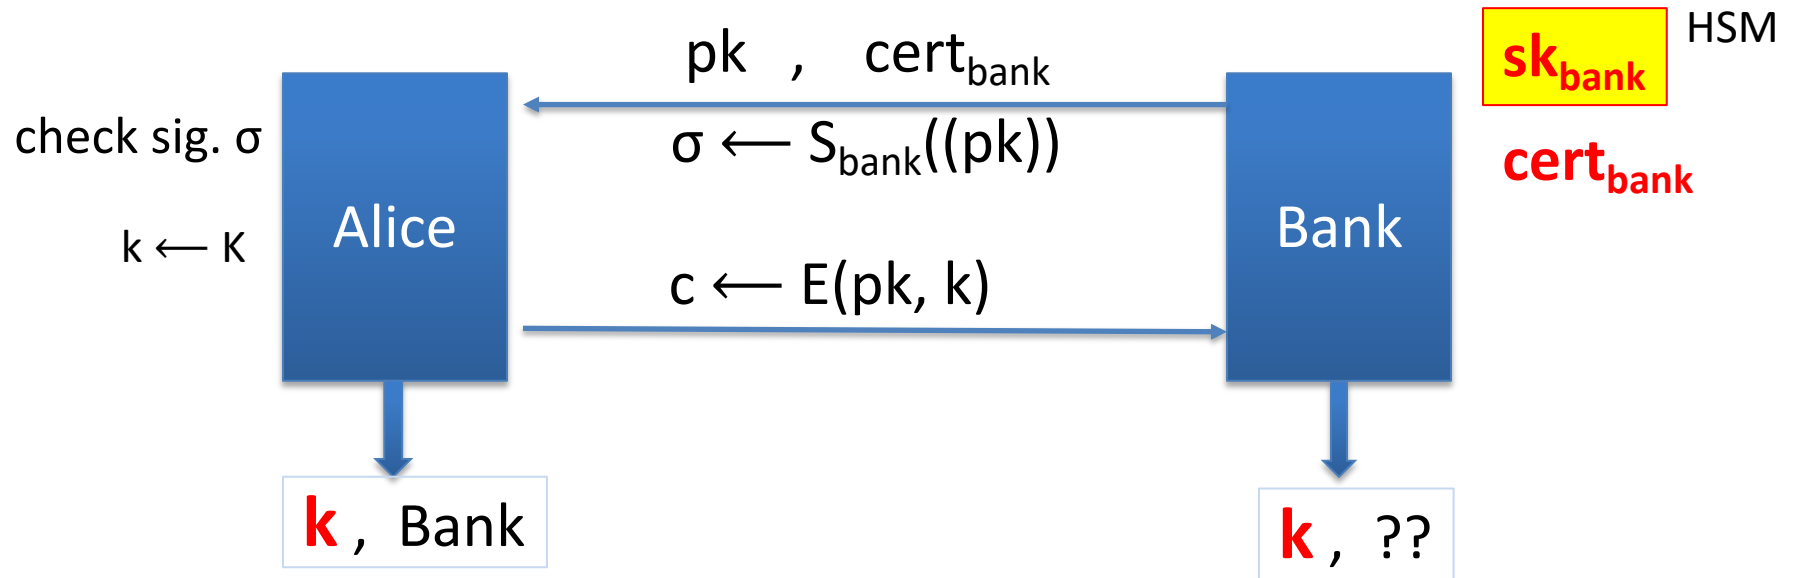 pk , cert_bank
sk_bank
HSM
check sig. σ
σ ⟵ S_bank((pk))
cert_bank
Alice
Bank
k ⟵ K
c ⟵ E(pk, k)
k , Bank
k , ??